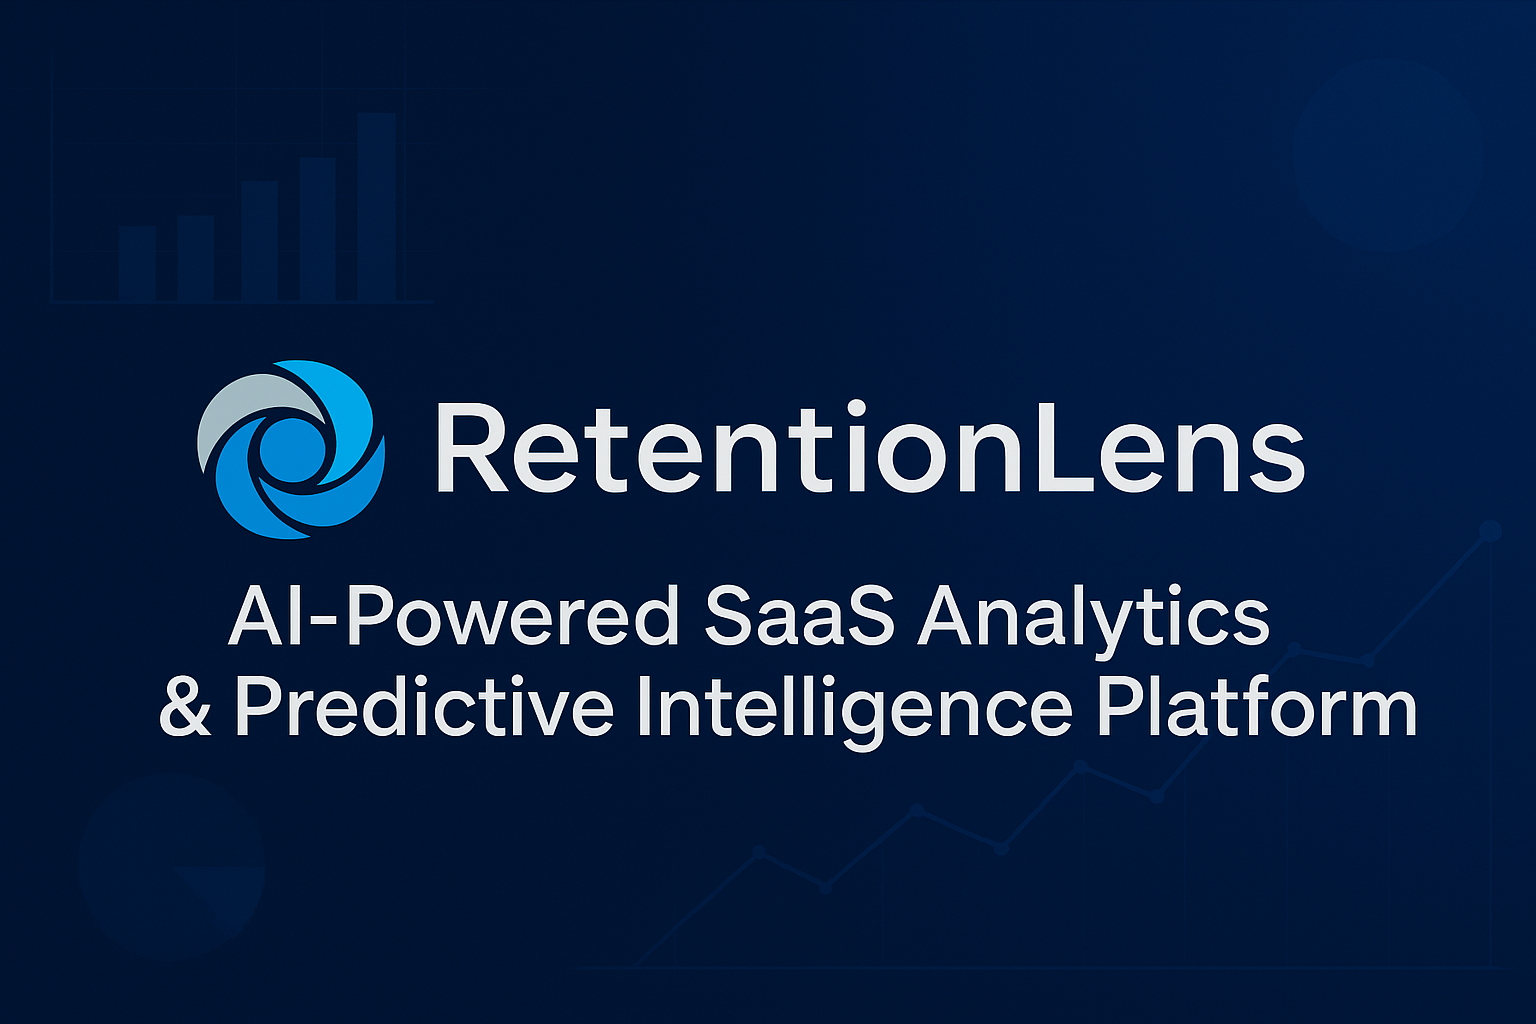 RetentionLens
AI-Powered SaaS Analytics
& Predictive Intelligence Platform